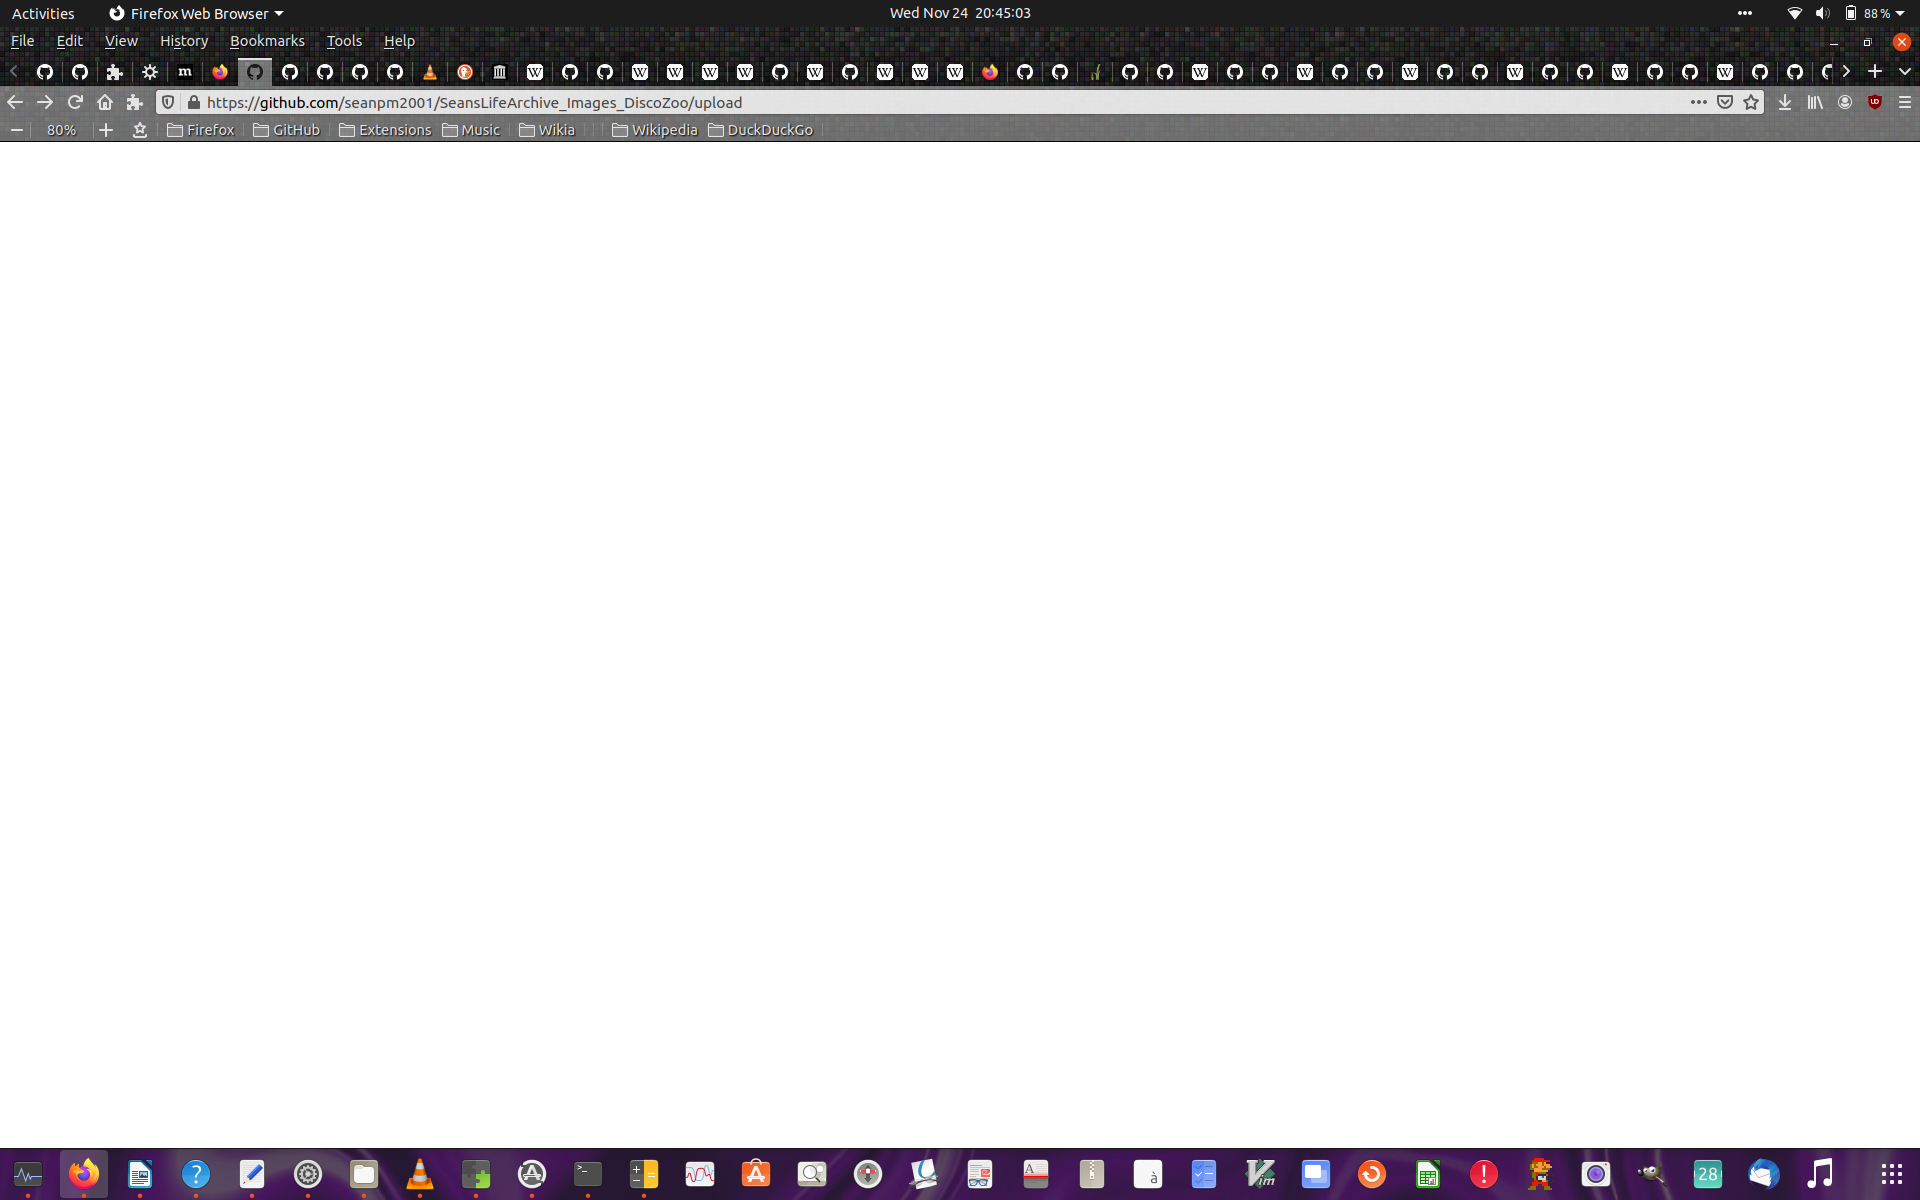 Activities Firefox Web Browser Wed Nov 24 20:45:03 88 %
File Edit View History Bookmarks Tools Help
https://github.com/seanpm2001/SeansLifeArchive_Images_DiscoZoo/upload
80% Firefox GitHub Extensions Music Wikia Wikipedia DuckDuckGo
28